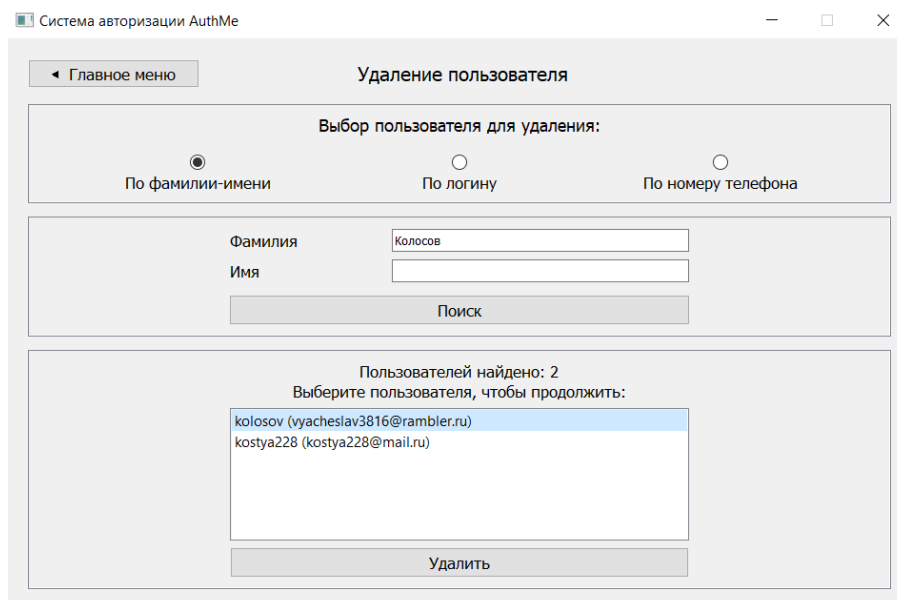 Система авторизации AuthMe
◄ Главное меню
Удаление пользователя
Выбор пользователя для удаления:
По фамилии-имени
По логину
По номеру телефона
Фамилия
Колосов
Имя
Поиск
Пользователей найдено: 2
Выберите пользователя, чтобы продолжить:
kolosov (vyacheslav3816@rambler.ru)
kostya228 (kostya228@mail.ru)
Удалить